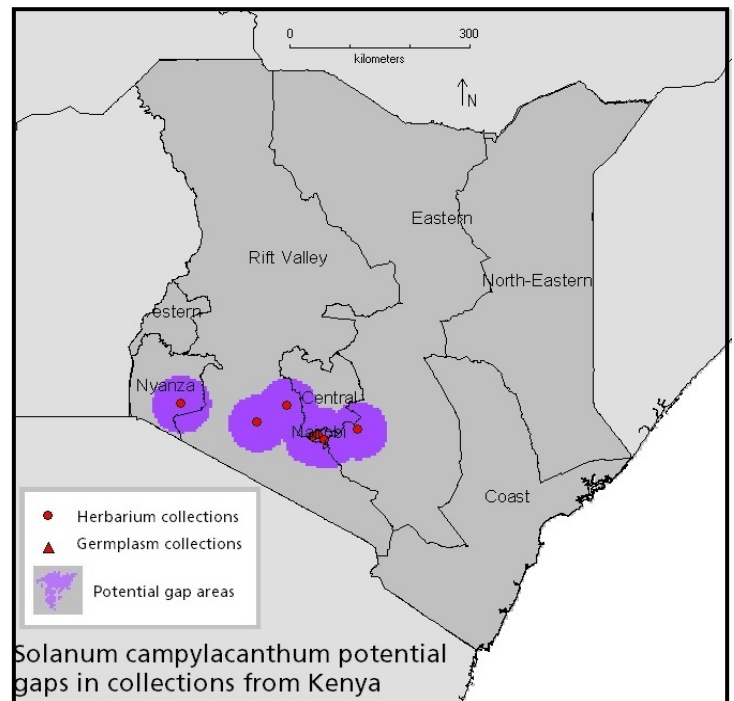 0 300
kilometers
N
Eastern
Rift Valley
North-Eastern
estern
Nyanza
Central
Nairobi
Coast
Herbarium collections
Germplasm collections
Potential gap areas
Solanum campylacanthum potential
gaps in collections from Kenya